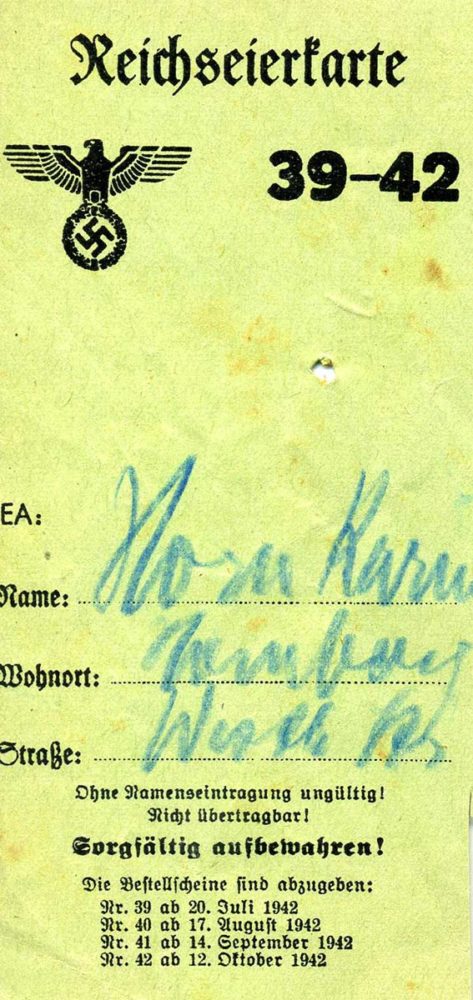 Reichseierkarte
39-42
EA:
Name:
Wohnort:
Straße:
Ohne Namenseintragung ungültig!
Nicht übertragbar!
Sorgfältig aufbewahren!
Die Bestellscheine sind abzugeben:
Nr. 39 ab 20. Juli 1942
Nr. 40 ab 17. August 1942
Nr. 41 ab 14. September 1942
Nr. 42 ab 12. Oktober 1942